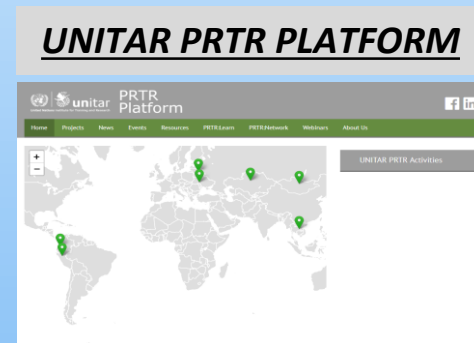 UNITAR PRTR PLATFORM
unitar
PRTR
Platform
Home Projects News Events Resources PRTR:Learn PRTR:Network Webinars About Us
+
−
UNITAR PRTR Activities